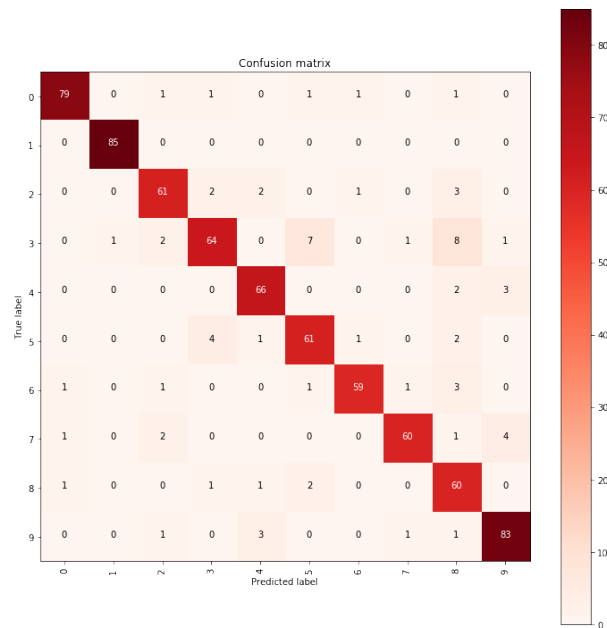 Confusion matrix
0 79 0 1 1 0 1 1 0 1 0
1 0 85 0 0 0 0 0 0 0 0
2 0 0 61 2 2 0 1 0 3 0
3 0 1 2 64 0 7 0 1 8 1
4 0 0 0 0 66 0 0 0 2 3
5 0 0 0 4 1 61 1 0 2 0
6 1 0 1 0 0 1 59 1 3 0
7 1 0 2 0 0 0 0 60 1 4
8 1 0 0 1 1 2 0 0 60 0
9 0 0 1 0 3 0 0 1 1 83
0 1 2 3 4 5 6 7 8 9
True label
Predicted label
80
70
60
50
40
30
20
10
0